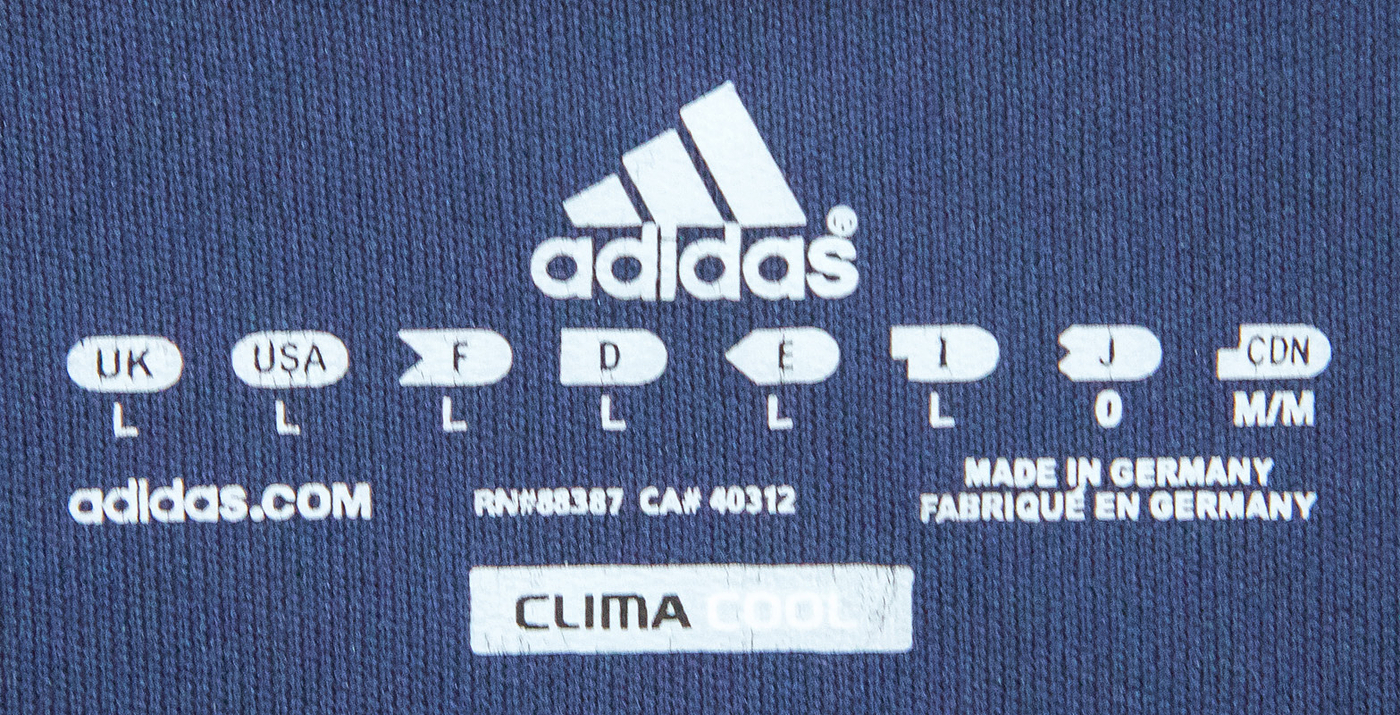 adidas®
UK USA F D E I J CDN
L L L L L L O M/M
adidas.COM RN#88387 CA# 40312 MADE IN GERMANY
FABRIQUÉ EN GERMANY
CLIMA COOL